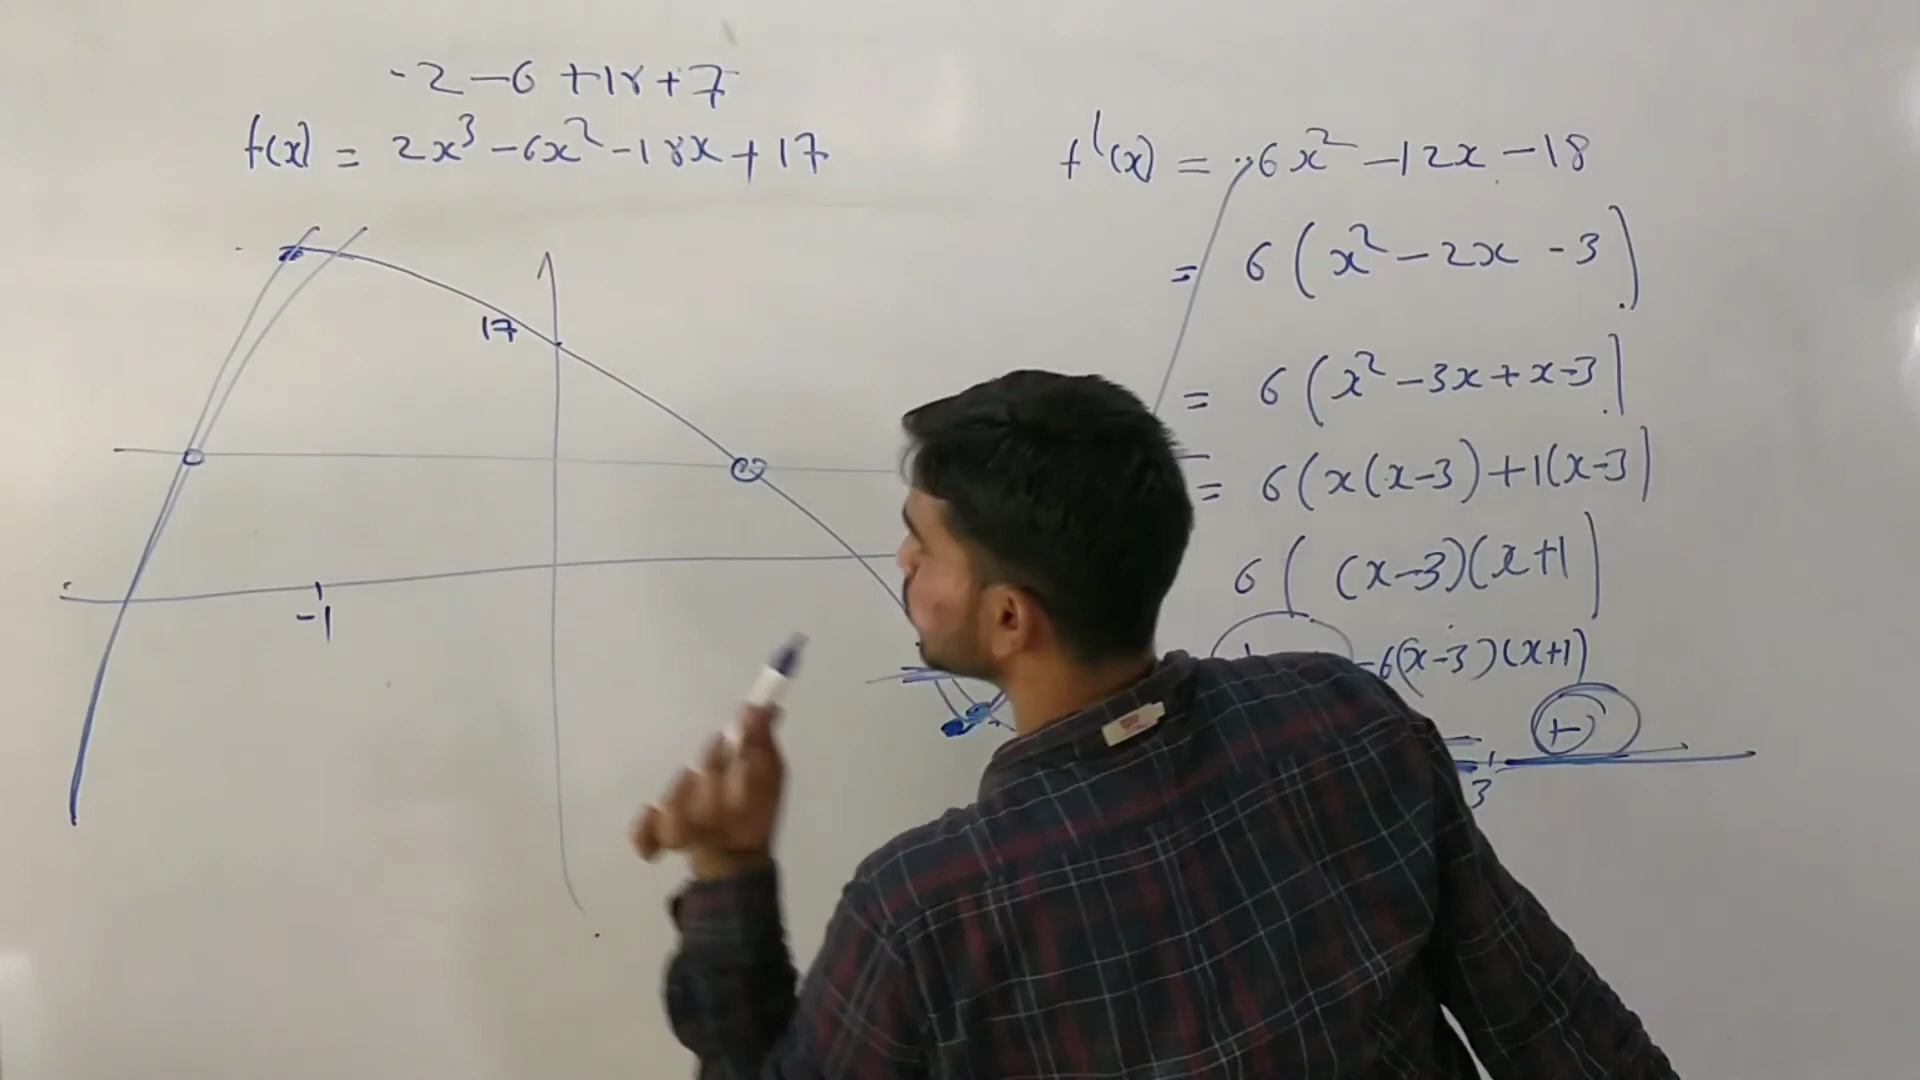 -2 - 6 + 18 + 7
f(x) = 2x³ - 6x² - 18x + 17
17
-1
f'(x) = 6x² - 12x - 18
= 6(x² - 2x - 3)
= 6(x² - 3x + x - 3)
= 6(x(x-3) + 1(x-3)
6( (x-3)(x+1)
6(x-3)(x+1)
+
3